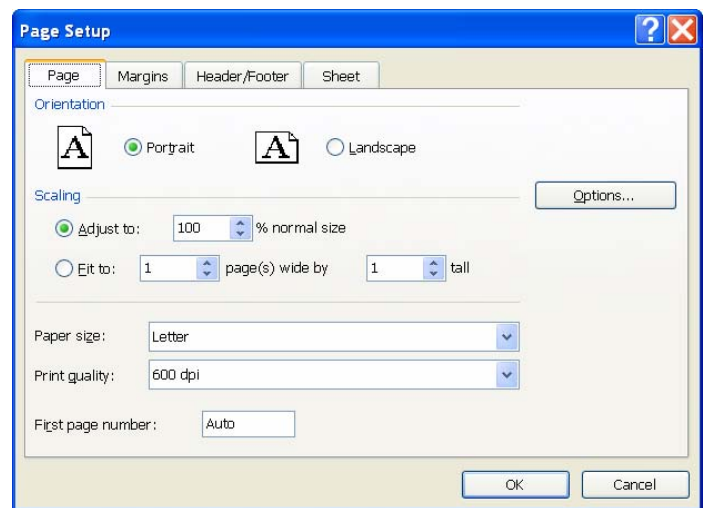 Page Setup
Page Margins Header/Footer Sheet
Orientation
A Portrait A Landscape
Scaling
Options...
Adjust to: 100 % normal size
Fit to: 1 page(s) wide by 1 tall
Paper size: Letter
Print quality: 600 dpi
First page number: Auto
OK Cancel